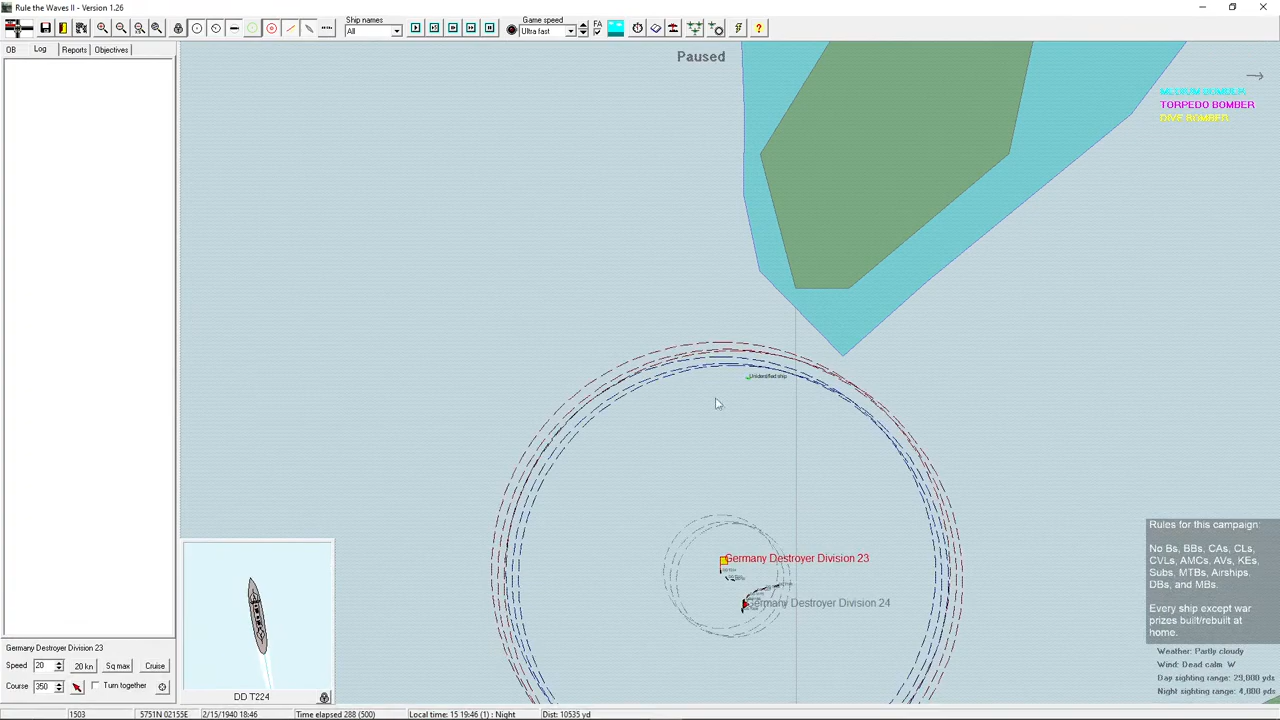 Rule the Waves II - Version 1.26
Ship names
All
Game speed
Ultra fast
FA
OB
Log
Reports
Objectives
Paused
TORPEDO BOMBER
DIVE BOMBER
Unidentified ship
Germany Destroyer Division 23
Germany Destroyer Division 24
Rules for this campaign:
No Bs, BBs, CAs, CLs,
CVLs, AMCs, AVs, KEs,
Subs, MTBs, Airships.
DBs, and MBs.
Every ship except war
prizes built/rebuilt at
home.
Weather: Partly cloudy
Wind: Dead calm W
Day sighting range: 29,000 yds
Night sighting range: 4,000 yds
Germany Destroyer Division 23
Speed
20
20 kn
Sq max
Cruise
Course
350
Turn together
DD T224
1503
5751N 02155E
2/15/1940 18:46
Time elapsed 288 (500)
Local time: 15 19:46 (1) : Night
Dist: 10535 yd